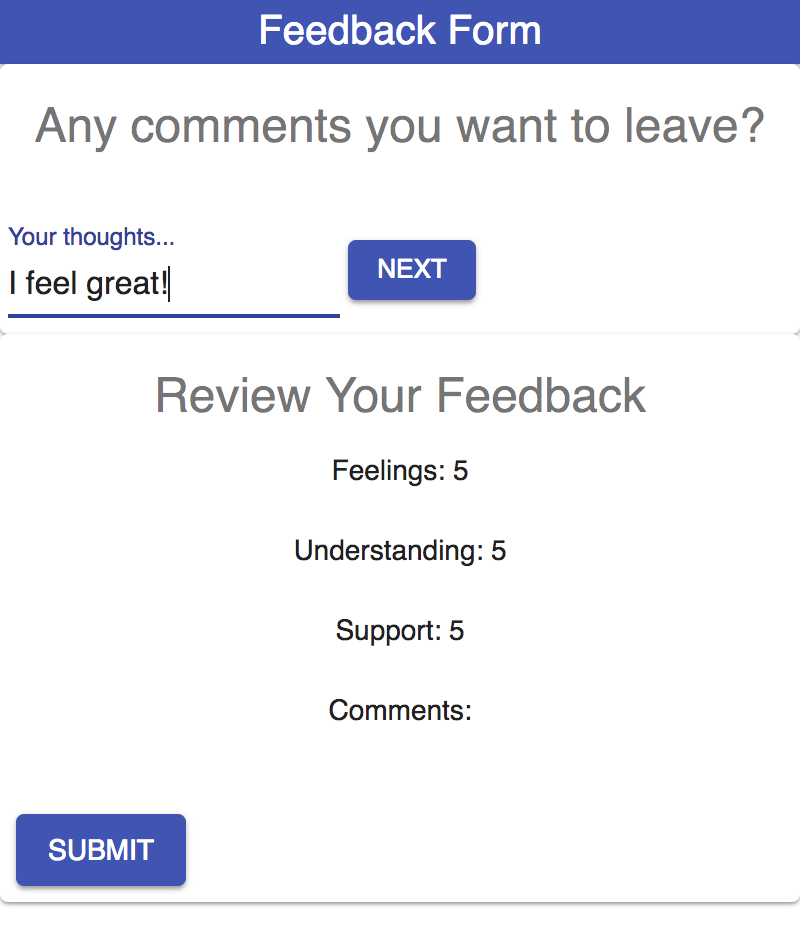 Feedback Form
Any comments you want to leave?
Your thoughts...
I feel great!
NEXT
Review Your Feedback
Feelings: 5
Understanding: 5
Support: 5
Comments:
SUBMIT